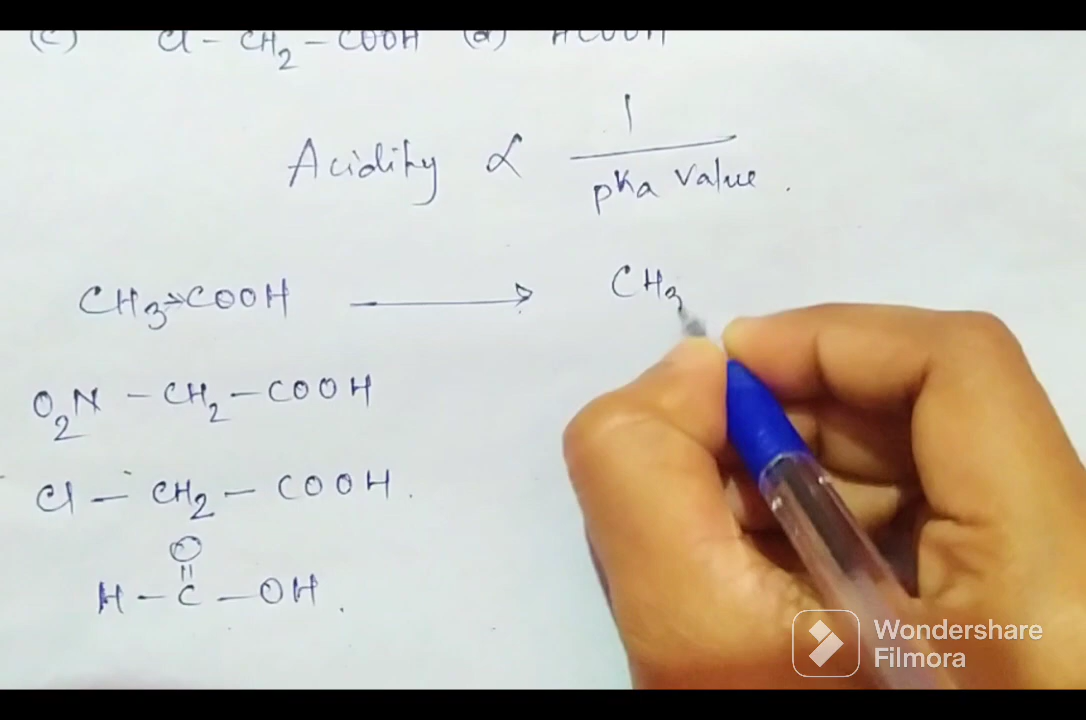 (c) Cl - CH2 - COOH (d) HCOOH
Acidity ∝ 1 / pKa value.
CH3➤COOH ⟶ CH3
O2N - CH2 - COOH
Cl - CH2 - COOH.
O
||
H - C - OH.
Wondershare
Filmora